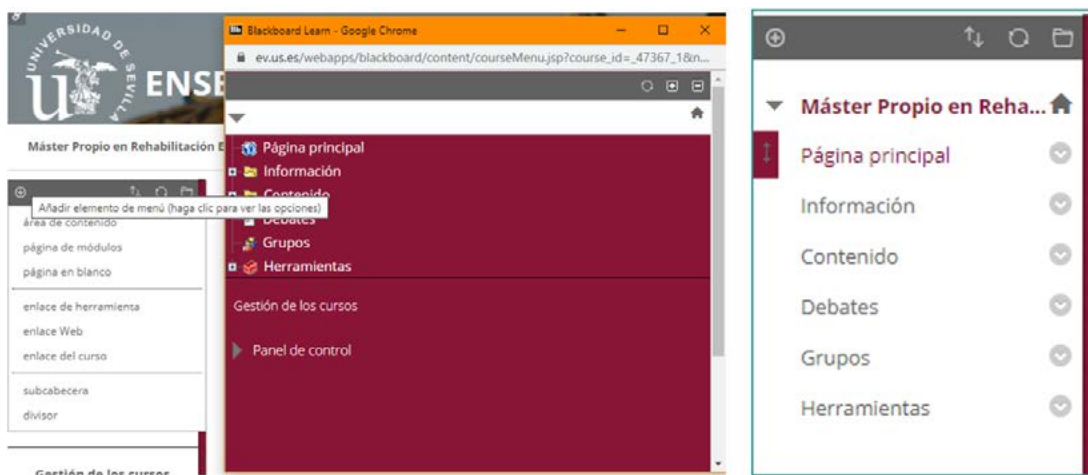 UNIVERSIDAD DE SEVILLA
ENSE
Máster Propio en Rehabilitación E
Añadir elemento de menú (haga clic para ver las opciones)
área de contenido
página de módulos
página en blanco
enlace de herramienta
enlace Web
enlace del curso
subcabecera
divisor
Gestión de los cursos
Blackboard Learn - Google Chrome
ev.us.es/webapps/blackboard/content/courseMenu.jsp?course_id=_47367_1&n...
Página principal
Información
Contenido
Debates
Grupos
Herramientas
Gestión de los cursos
Panel de control
Máster Propio en Reha...
Página principal
Información
Contenido
Debates
Grupos
Herramientas